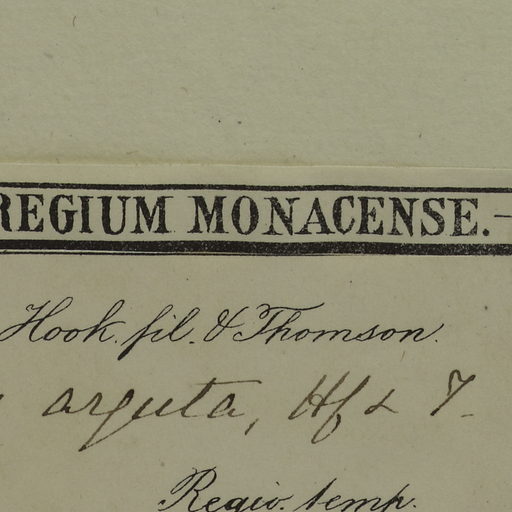 REGIUM MONACENSE.—
Hook. fil. & Thomson.
arguta, Hf & T
Regio. temp.